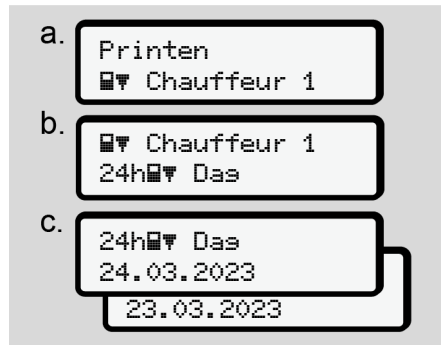 a.
Printen
Chauffeur 1
b.
Chauffeur 1
24h Dag
c.
24h Dag
24.03.2023
23.03.2023